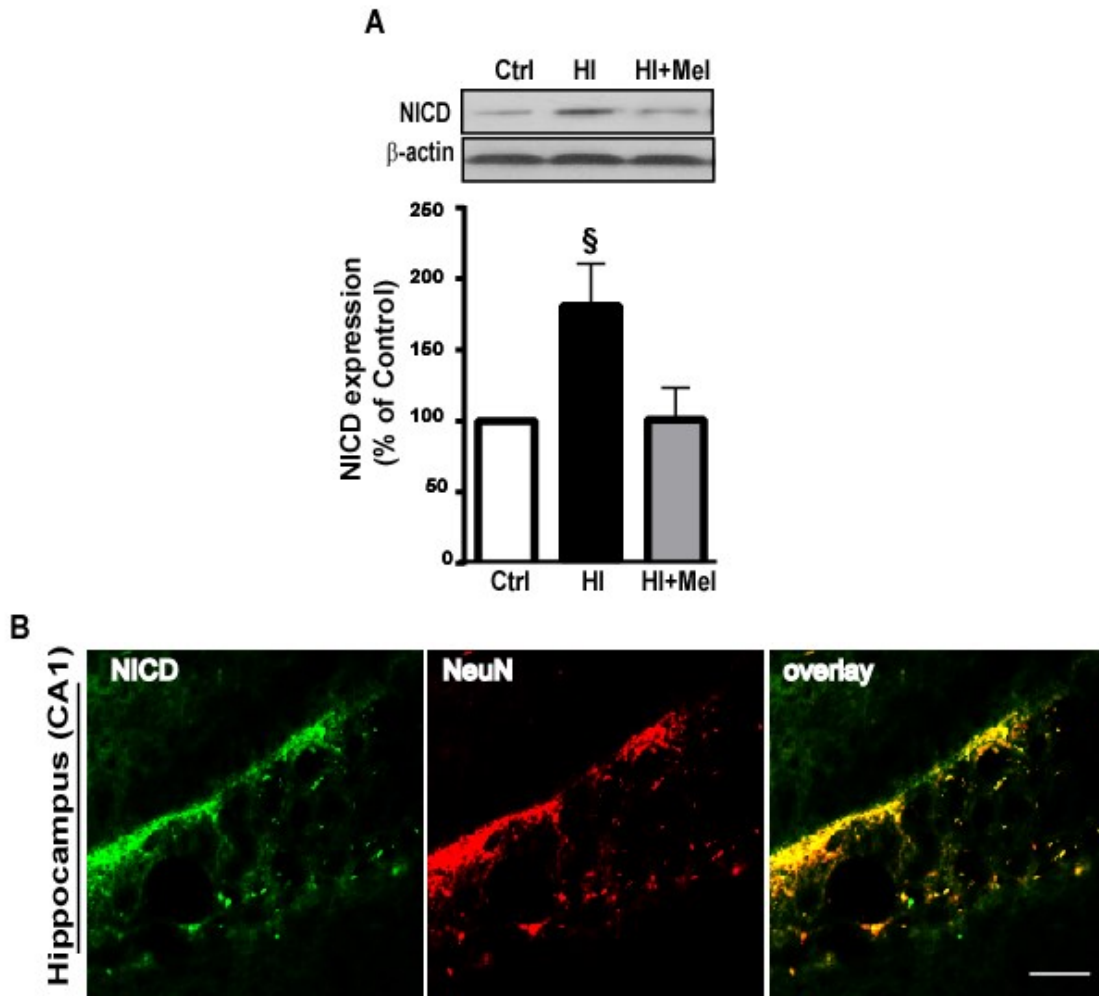 A
Ctrl HI HI+Mel
NICD
β-actin
250
200
150
100
50
0
NICD expression
(% of Control)
§
Ctrl HI HI+Mel
B
Hippocampus (CA1)
NICD NeuN overlay